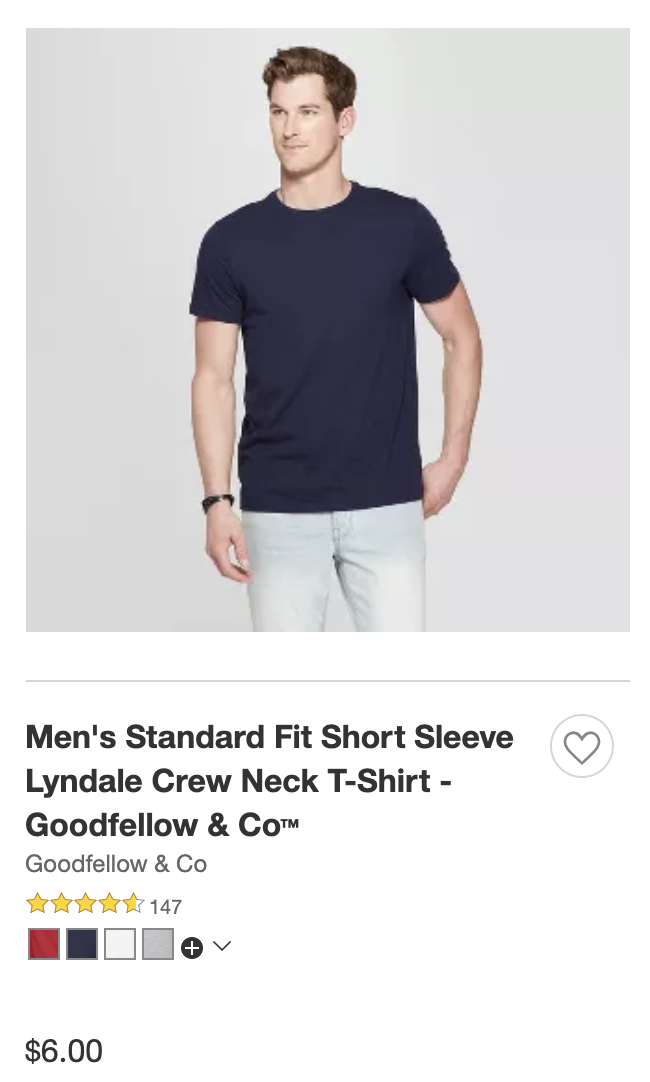 Men's Standard Fit Short Sleeve
Lyndale Crew Neck T-Shirt -
Goodfellow & Co™
Goodfellow & Co
147
$6.00